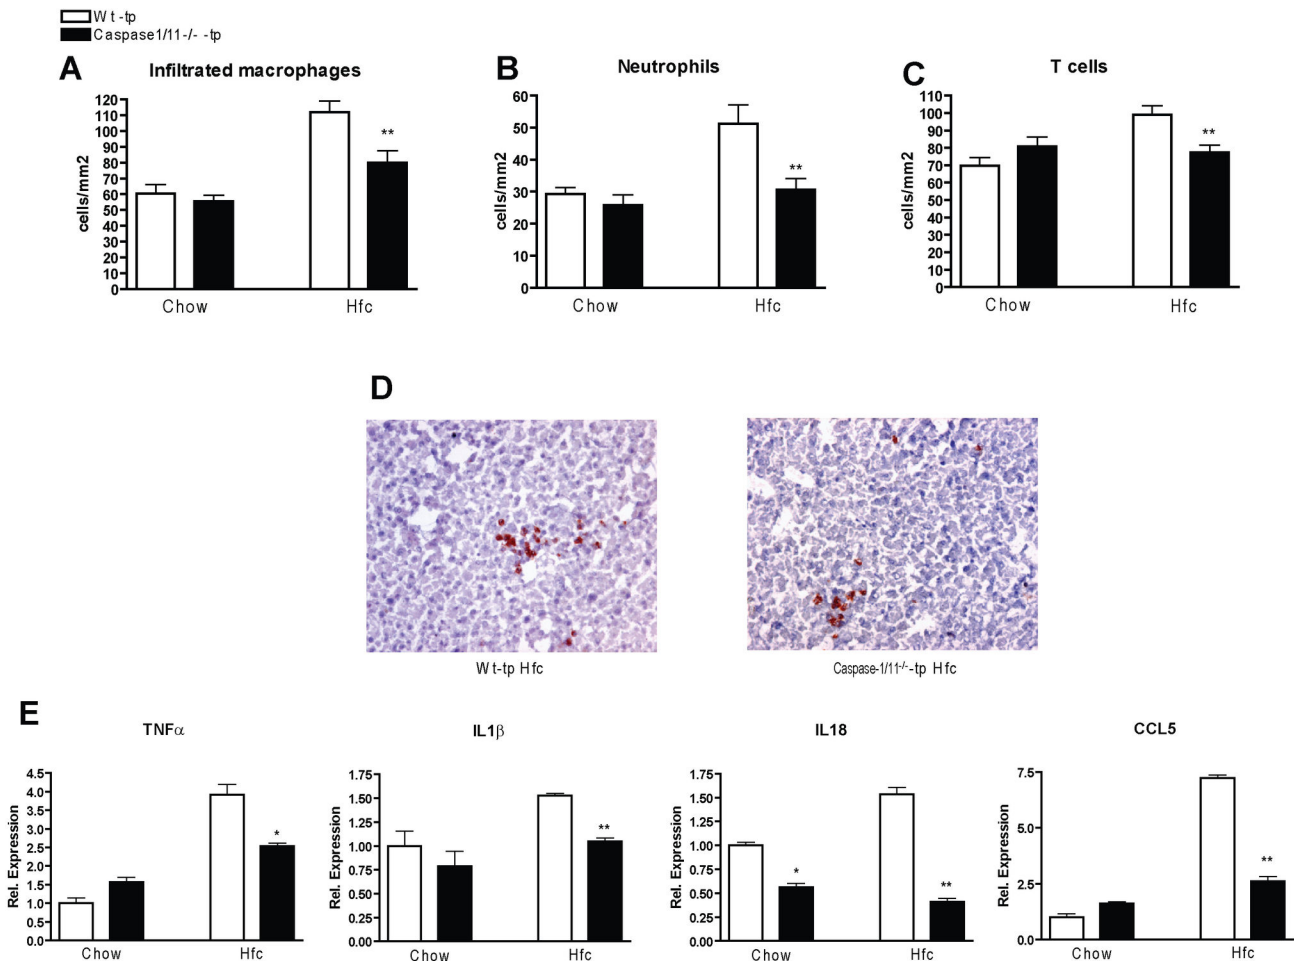 Wt-tp
Caspase1/11-/- -tp
A
Infiltrated macrophages
cells/mm2
120
110
100
90
80
70
60
50
40
30
20
10
0
**
Chow
Hfc
B
Neutrophils
cells/mm2
60
50
40
30
20
10
0
**
Chow
Hfc
C
T cells
cells/mm2
110
100
90
80
70
60
50
40
30
20
10
0
**
Chow
Hfc
D
Wt-tp Hfc
Caspase-1/11-/--tp Hfc
E
TNFα
Rel. Expression
4.5
4.0
3.5
3.0
2.5
2.0
1.5
1.0
0.5
0.0
*
Chow
Hfc
IL1β
Rel. Expression
1.75
1.50
1.25
1.00
0.75
0.50
0.25
0.00
**
Chow
Hfc
IL18
Rel. Expression
1.75
1.50
1.25
1.00
0.75
0.50
0.25
0.00
*
**
Chow
Hfc
CCL5
Rel. Expression
7.5
5.0
2.5
0.0
**
Chow
Hfc